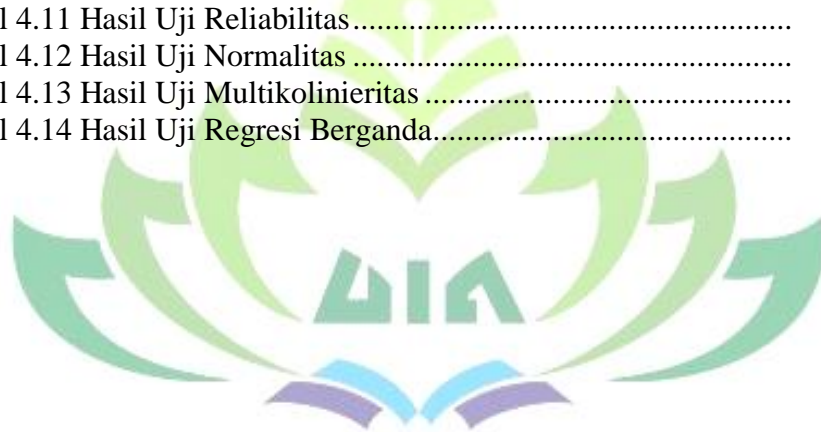 l 4.11 Hasil Uji Reliabilitas................................................
l 4.12 Hasil Uji Normalitas................................................
l 4.13 Hasil Uji Multikolinieritas........................................
l 4.14 Hasil Uji Regresi Berganda.......................................
UIN